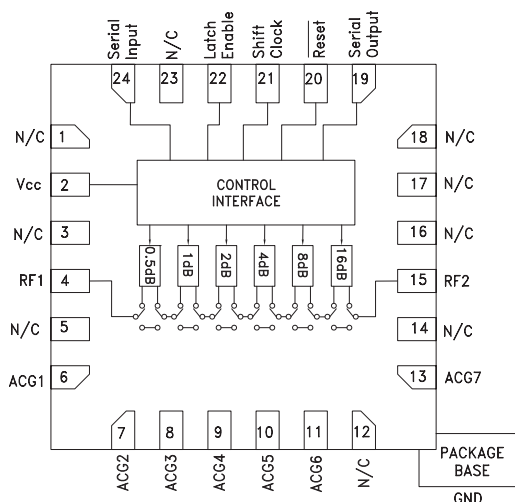 Serial Input
N/C
Latch Enable
Shift Clock
Reset
Serial Output
24
23
22
21
20
19
N/C 1
18 N/C
Vcc 2
17 N/C
CONTROL
INTERFACE
N/C 3
16 N/C
0.5dB
1dB
2dB
4dB
8dB
16dB
RF1 4
15 RF2
N/C 5
14 N/C
ACG1 6
13 ACG7
7
8
9
10
11
12
ACG2
ACG3
ACG4
ACG5
ACG6
N/C
PACKAGE
BASE
GND